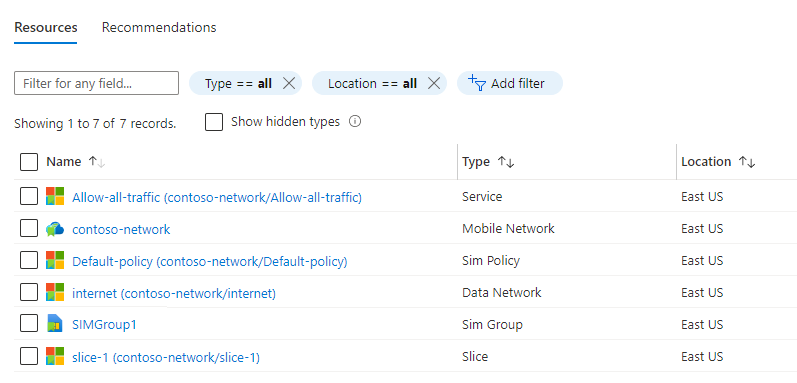 Resources Recommendations
Filter for any field... Type == all Location == all Add filter
Showing 1 to 7 of 7 records. Show hidden types
Name Type Location
Allow-all-traffic (contoso-network/Allow-all-traffic) Service East US
contoso-network Mobile Network East US
Default-policy (contoso-network/Default-policy) Sim Policy East US
internet (contoso-network/internet) Data Network East US
SIMGroup1 Sim Group East US
slice-1 (contoso-network/slice-1) Slice East US